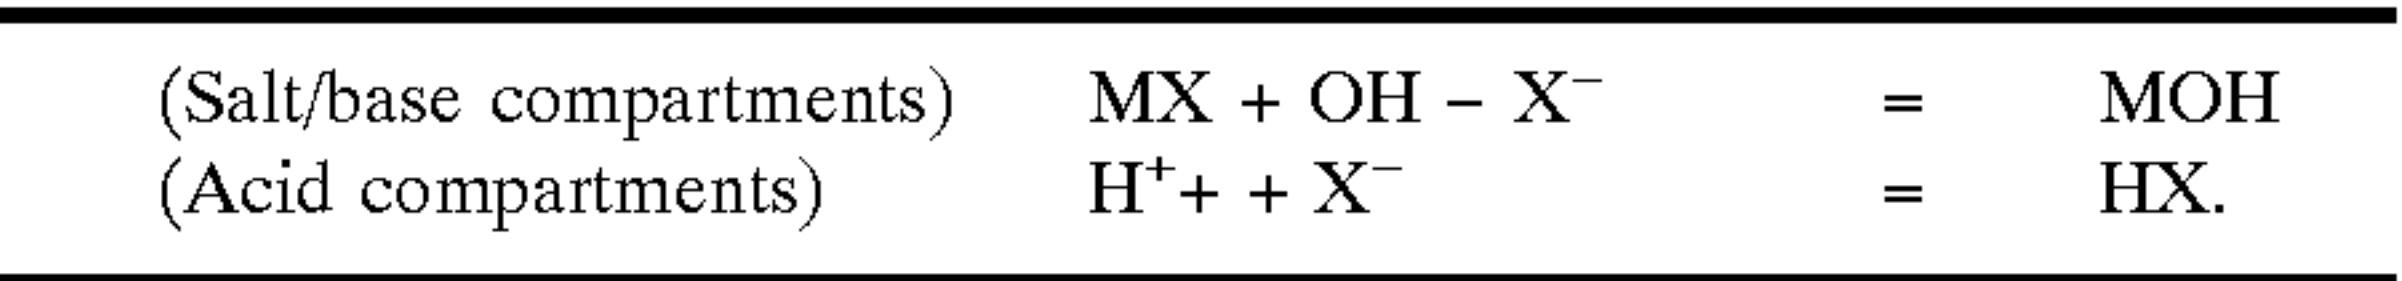 (Salt/base compartments) MX + OH – X⁻ = MOH
(Acid compartments) H⁺+ + X⁻ = HX.